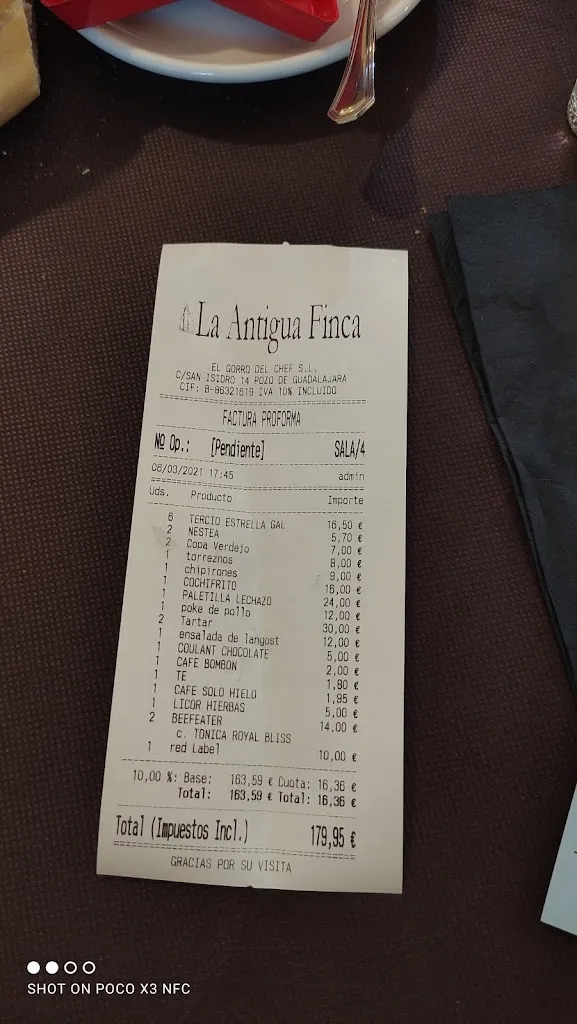 La Antigua Finca
EL GORRO DEL CHEF S.L.
C/SAN ISIDRO 14 POZO DE GUADALAJARA
CIF: B-86321619 IVA 10% INCLUIDO
FACTURA PROFORMA
Nº Op.: [Pendiente] SALA/4
06/03/2021 17:45 admin
Uds. Producto Importe
6 TERCIO ESTRELLA GAL 16,50 €
2 NESTEA 5,70 €
2 Copa Verdejo 7,00 €
1 torreznos 8,00 €
1 chipirones 9,00 €
1 COCHIFRITO 16,00 €
1 PALETILLA LECHAZO 24,00 €
1 poke de pollo 12,00 €
2 Tartar 30,00 €
1 ensalada de langost 12,00 €
1 COULANT CHOCOLATE 5,00 €
1 CAFE BOMBON 2,00 €
1 TE 1,80 €
1 CAFE SOLO HIELO 1,95 €
1 LICOR HIERBAS 5,00 €
2 BEEFEATER 14,00 €
c. TONICA ROYAL BLISS
1 red Label 10,00 €
10,00 %: Base: 163,59 € Cuota: 16,36 €
Total: 163,59 € Total: 16,36 €
Total (Impuestos Incl.) 179,95 €
GRACIAS POR SU VISITA
SHOT ON POCO X3 NFC